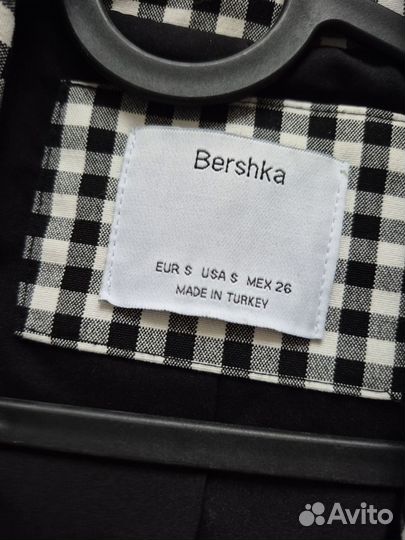 Bershka
EUR S USA S MEX 26
MADE IN TURKEY
Avito